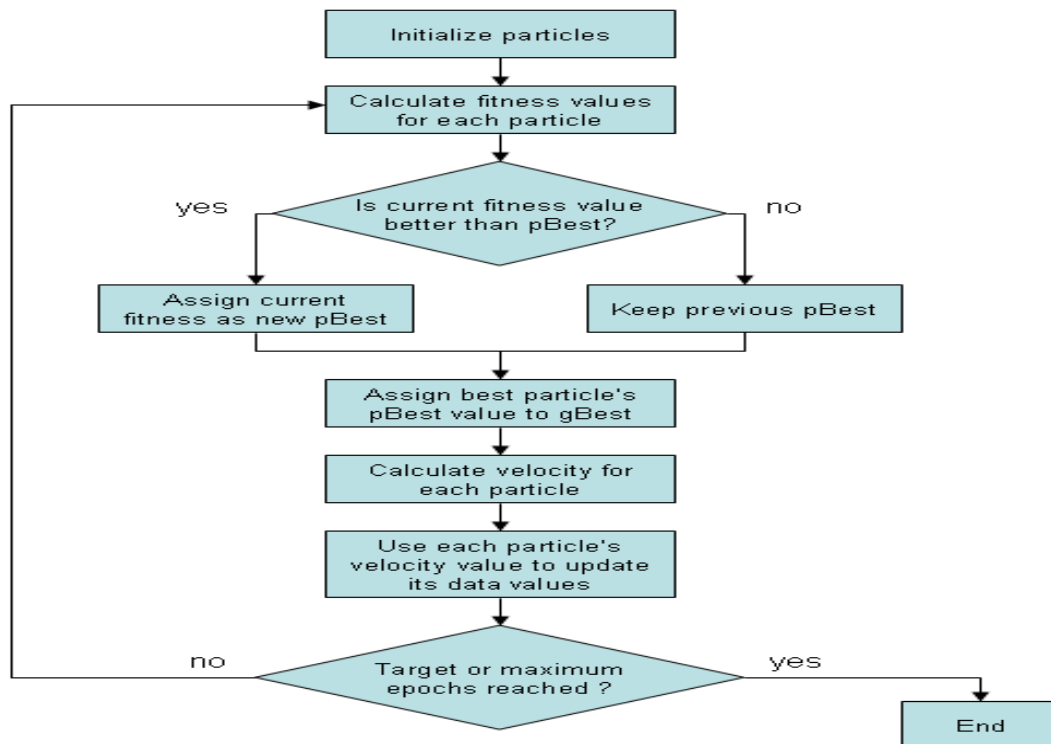 Initialize particles
Calculate fitness values
for each particle
yes
Is current fitness value
better than pBest?
no
Assign current
fitness as new pBest
Keep previous pBest
Assign best particle's
pBest value to gBest
Calculate velocity for
each particle
Use each particle's
velocity value to update
its data values
no
Target or maximum
epochs reached ?
yes
End